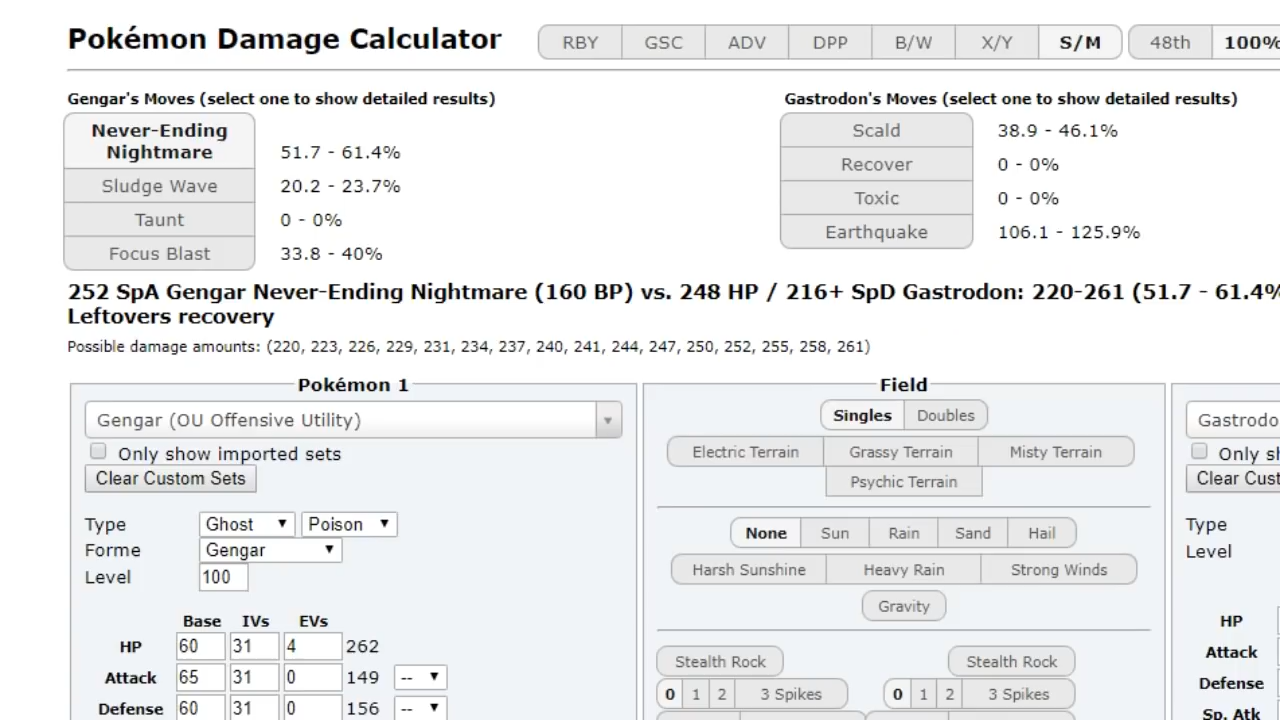 Pokémon Damage Calculator
RBY GSC ADV DPP B/W X/Y S/M 48th 100%
Gengar's Moves (select one to show detailed results)
Never-Ending Nightmare 51.7 - 61.4%
Sludge Wave 20.2 - 23.7%
Taunt 0 - 0%
Focus Blast 33.8 - 40%
Gastrodon's Moves (select one to show detailed results)
Scald 38.9 - 46.1%
Recover 0 - 0%
Toxic 0 - 0%
Earthquake 106.1 - 125.9%
252 SpA Gengar Never-Ending Nightmare (160 BP) vs. 248 HP / 216+ SpD Gastrodon: 220-261 (51.7 - 61.4%
Leftovers recovery
Possible damage amounts: (220, 223, 226, 229, 231, 234, 237, 240, 241, 244, 247, 250, 252, 255, 258, 261)
Pokémon 1
Gengar (OU Offensive Utility)
Only show imported sets
Clear Custom Sets
Type Ghost Poison
Forme Gengar
Level 100
Base IVs EVs
HP 60 31 4 262
Attack 65 31 0 149 --
Defense 60 31 0 156 --
Field
Singles Doubles
Electric Terrain Grassy Terrain Misty Terrain
Psychic Terrain
None Sun Rain Sand Hail
Harsh Sunshine Heavy Rain Strong Winds
Gravity
Stealth Rock Stealth Rock
0 1 2 3 Spikes 0 1 2 3 Spikes
Gastrodo
Only sh
Clear Cust
Type
Level
HP
Attack
Defense
Sp. Atk